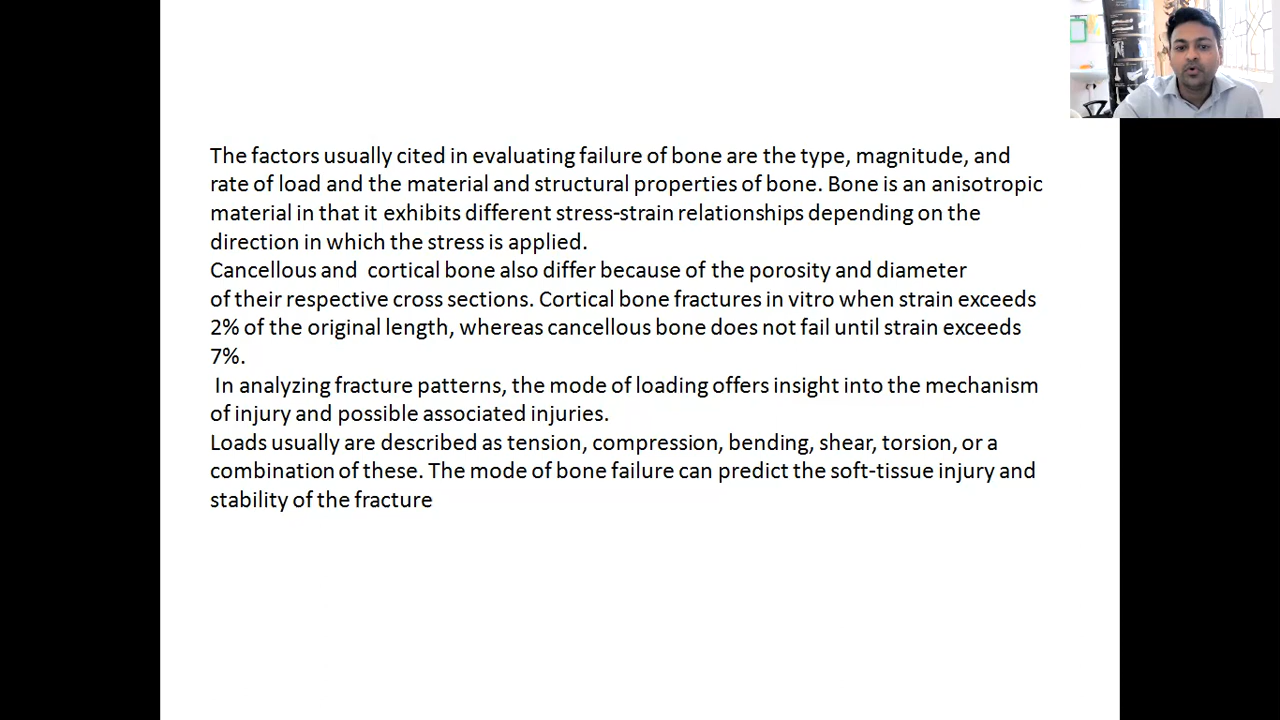 The factors usually cited in evaluating failure of bone are the type, magnitude, and
rate of load and the material and structural properties of bone. Bone is an anisotropic
material in that it exhibits different stress-strain relationships depending on the
direction in which the stress is applied.
Cancellous and cortical bone also differ because of the porosity and diameter
of their respective cross sections. Cortical bone fractures in vitro when strain exceeds
2% of the original length, whereas cancellous bone does not fail until strain exceeds
7%.
In analyzing fracture patterns, the mode of loading offers insight into the mechanism
of injury and possible associated injuries.
Loads usually are described as tension, compression, bending, shear, torsion, or a
combination of these. The mode of bone failure can predict the soft-tissue injury and
stability of the fracture